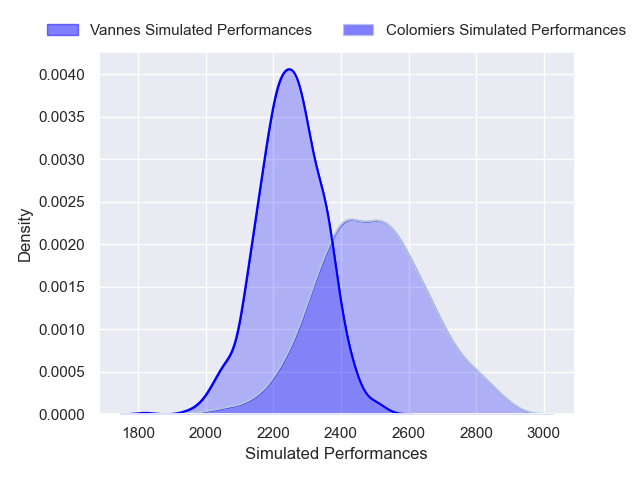 Vannes Simulated Performances
Colomiers Simulated Performances
0.0040
0.0035
0.0030
0.0025
0.0020
0.0015
0.0010
0.0005
0.0000
Density
1800 2000 2200 2400 2600 2800 3000
Simulated Performances